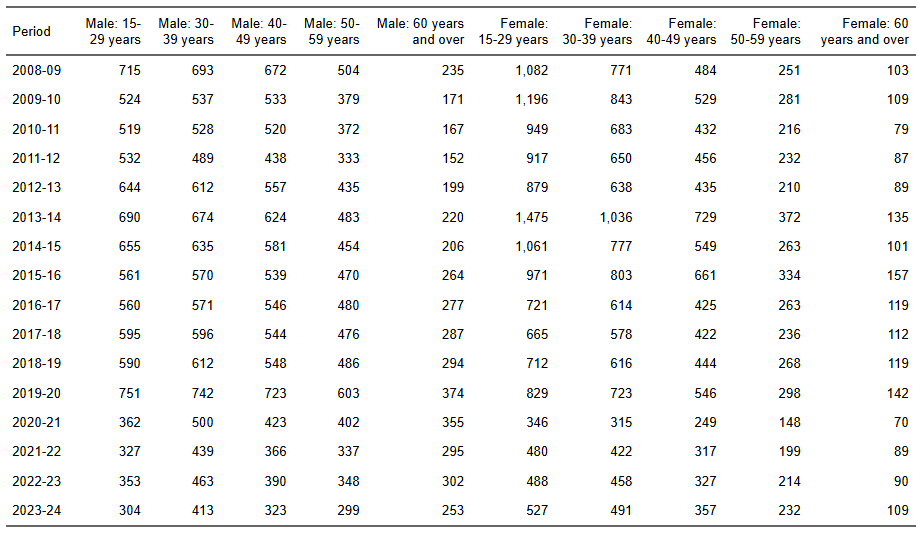 Period Male: 15-29 years Male: 30-39 years Male: 40-49 years Male: 50-59 years Male: 60 years and over Female: 15-29 years Female: 30-39 years Female: 40-49 years Female: 50-59 years Female: 60 years and over
2008-09 715 693 672 504 235 1,082 771 484 251 103
2009-10 524 537 533 379 171 1,196 843 529 281 109
2010-11 519 528 520 372 167 949 683 432 216 79
2011-12 532 489 438 333 152 917 650 456 232 87
2012-13 644 612 557 435 199 879 638 435 210 89
2013-14 690 674 624 483 220 1,475 1,036 729 372 135
2014-15 655 635 581 454 206 1,061 777 549 263 101
2015-16 561 570 539 470 264 971 803 661 334 157
2016-17 560 571 546 480 277 721 614 425 263 119
2017-18 595 596 544 476 287 665 578 422 236 112
2018-19 590 612 548 486 294 712 616 444 268 119
2019-20 751 742 723 603 374 829 723 546 298 142
2020-21 362 500 423 402 355 346 315 249 148 70
2021-22 327 439 366 337 295 480 422 317 199 89
2022-23 353 463 390 348 302 488 458 327 214 90
2023-24 304 413 323 299 253 527 491 357 232 109